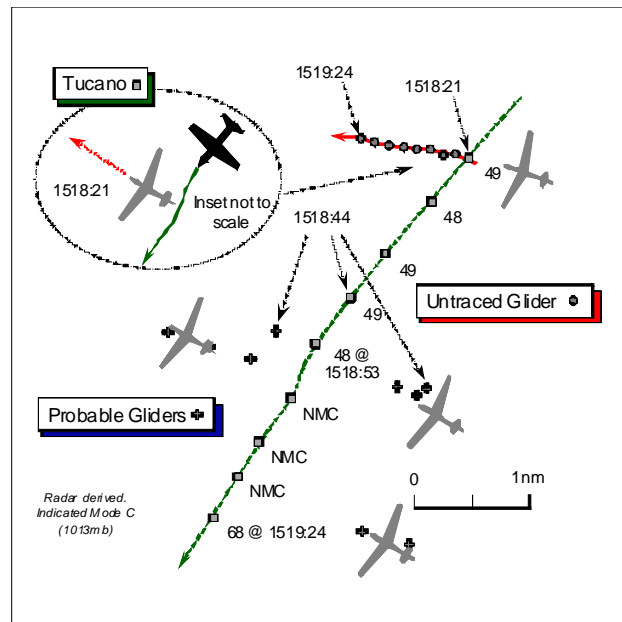 1519:24
Tucano
1518:21
49
1518:21
Inset not to
scale
1518:44
48
49
Untraced Glider
49
48 @
1518:53
Probable Gliders
NMC
NMC
NMC
0
1nm
Radar derived.
Indicated Mode C
(1013mb)
68 @ 1519:24